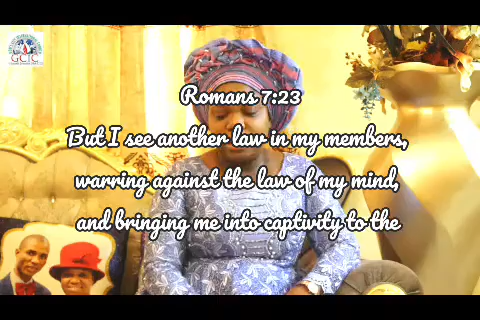 GCIC
Romans 7:23
But I see another law in my members,
warring against the law of my mind,
and bringing me into captivity to the